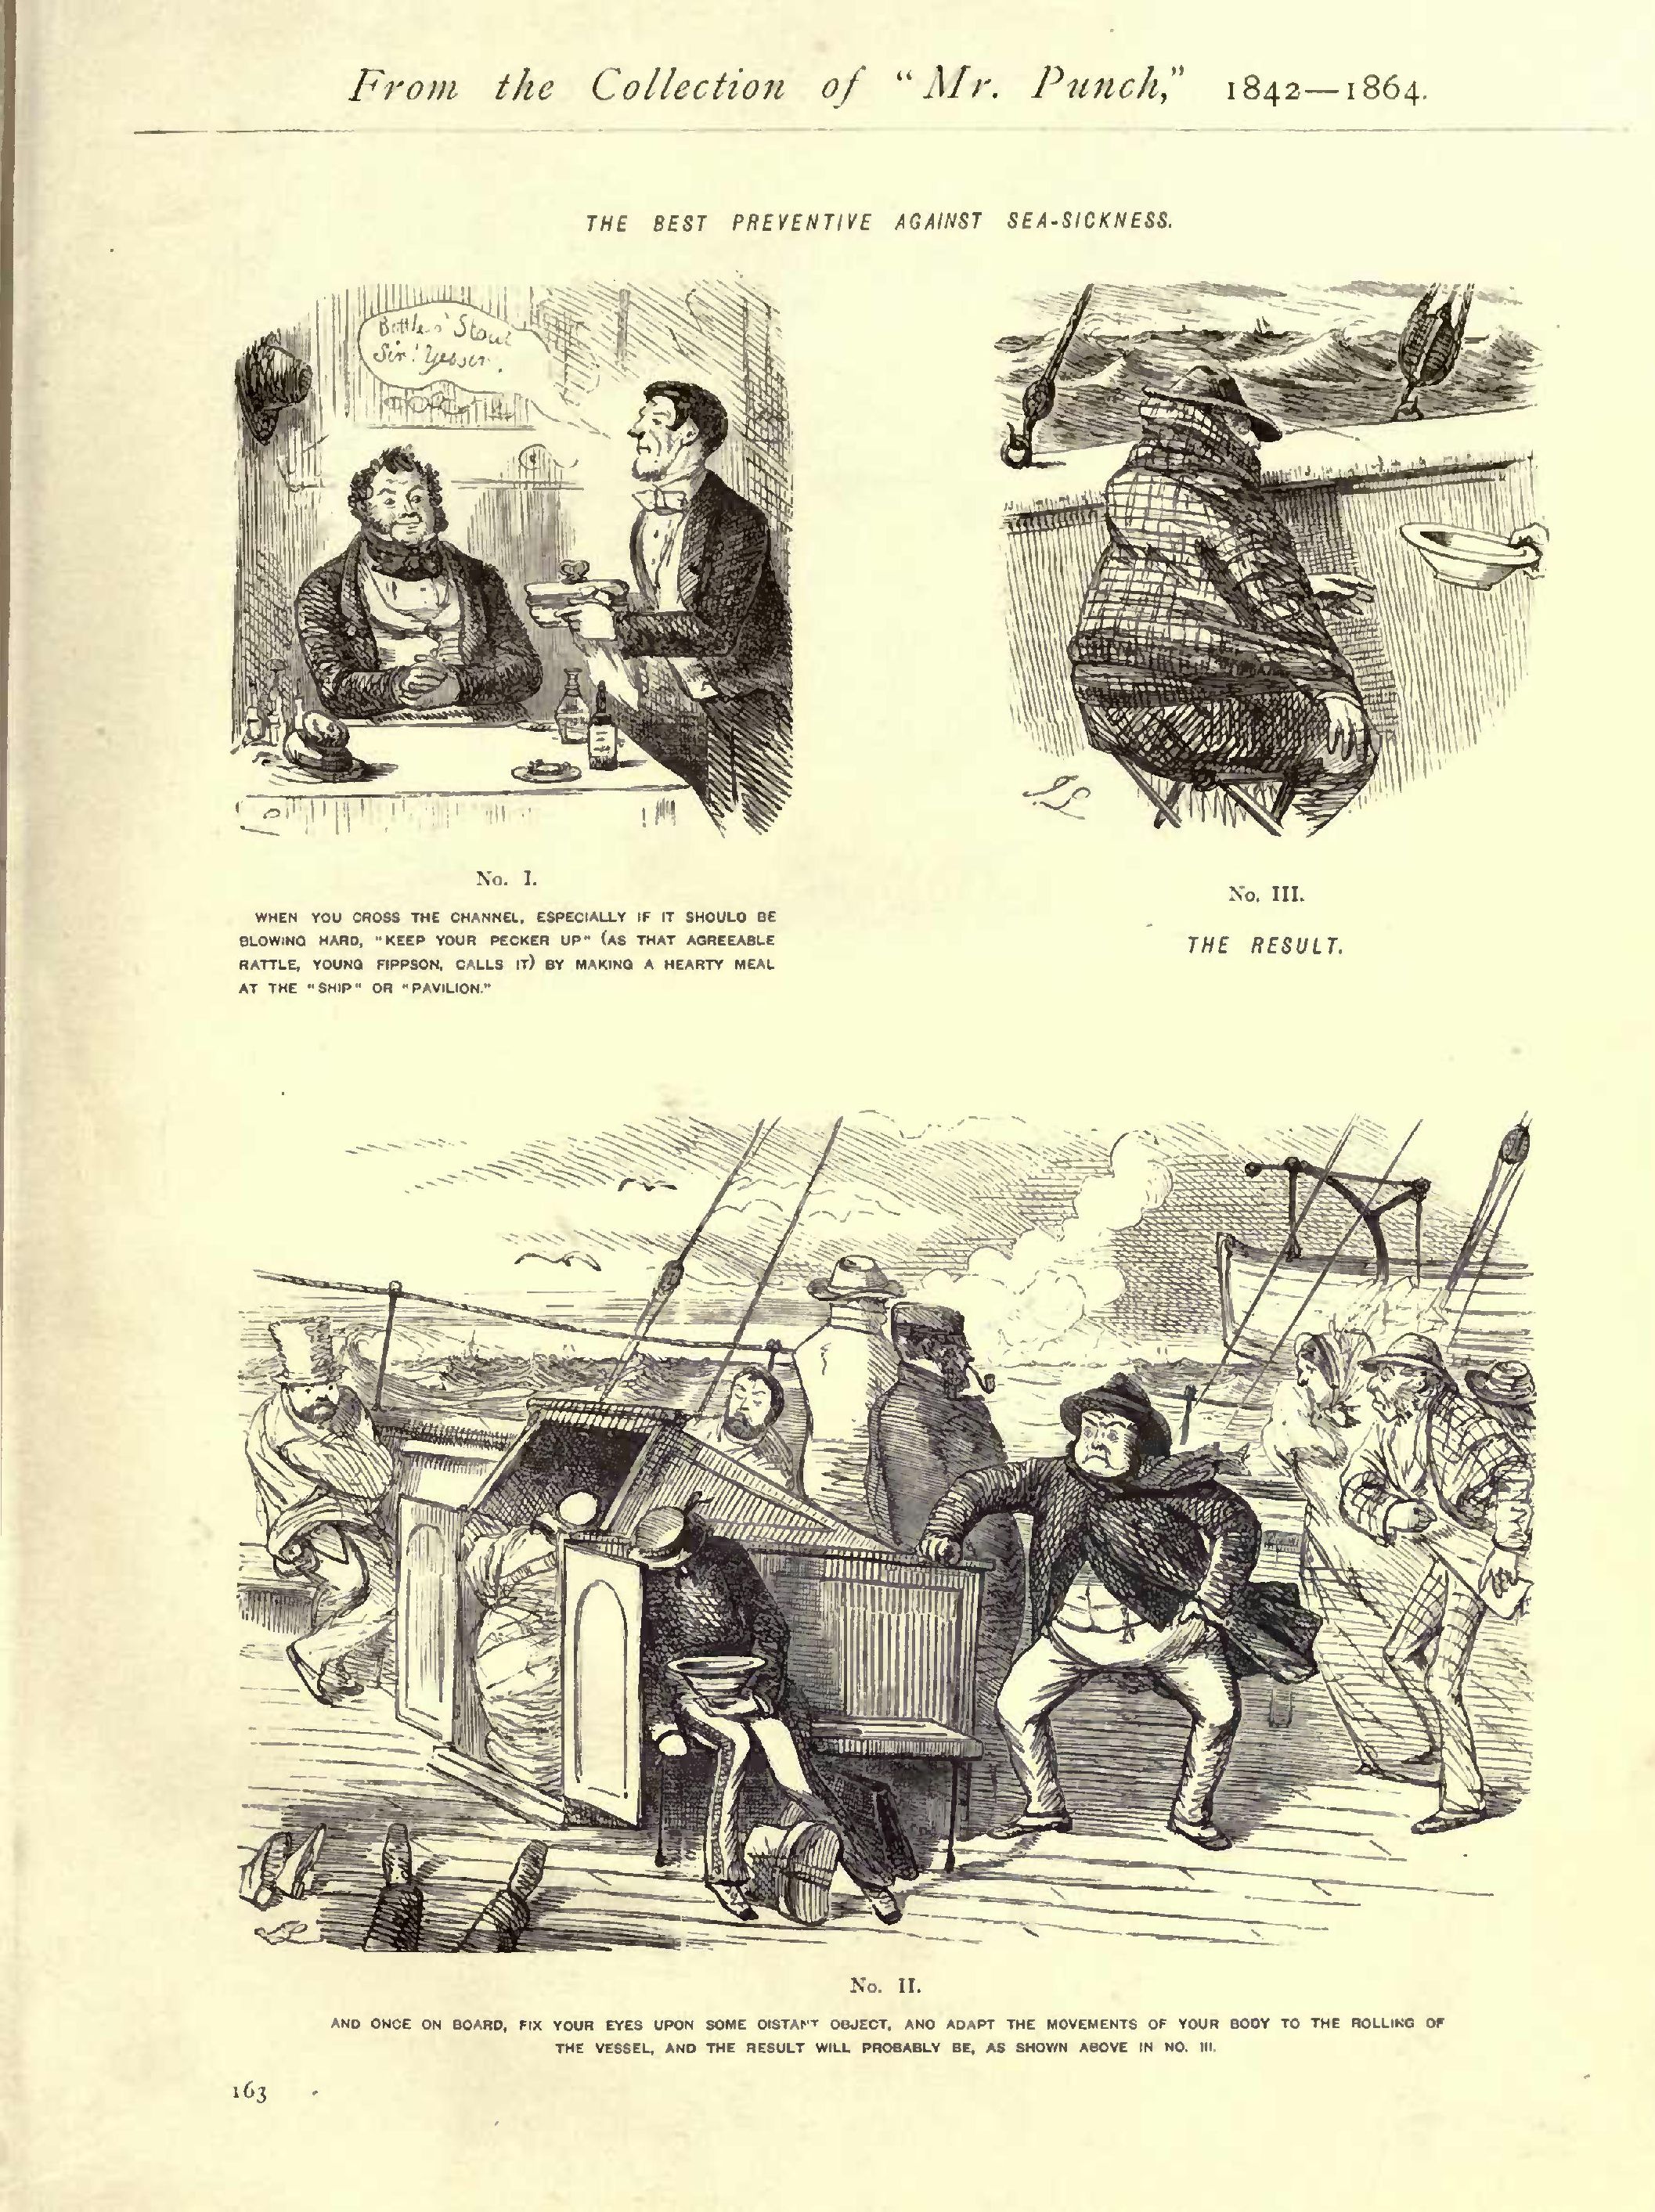 From the Collection of "Mr. Punch," 1842—1864.
THE BEST PREVENTIVE AGAINST SEA-SICKNESS.
Bottle o' Stout
Sir! Yessir.
No. I.
WHEN YOU CROSS THE CHANNEL, ESPECIALLY IF IT SHOULD BE
BLOWING HARD, "KEEP YOUR PECKER UP" (AS THAT AGREEABLE
RATTLE, YOUNG FIPPSON, CALLS IT) BY MAKING A HEARTY MEAL
AT THE "SHIP" OR "PAVILION."
JL
No. III.
THE RESULT.
JL
No. II.
AND ONCE ON BOARD, FIX YOUR EYES UPON SOME DISTANT OBJECT, AND ADAPT THE MOVEMENTS OF YOUR BODY TO THE ROLLING OF
THE VESSEL, AND THE RESULT WILL PROBABLY BE, AS SHOWN ABOVE IN NO. III.
163